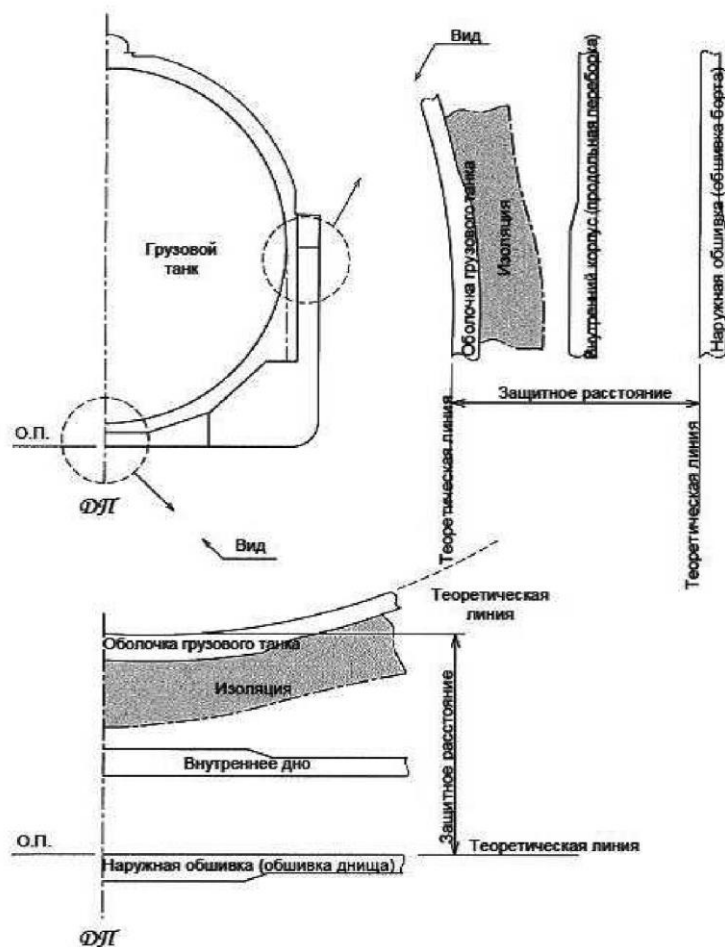 Вид
Грузовой
танк
О.П.
ДП
Оболочка грузового танка
Изоляция
Внутренний корпус (продольная переборка)
(Наружная обшивка (обшивка борта)
Защитное расстояние
Теоретическая линия
Теоретическая линия
Вид
Теоретическая
линия
Оболочка грузового танка
Изоляция
Защитное расстояние
Внутреннее дно
О.П.
Теоретическая линия
Наружная обшивка (обшивка днища)
ДП